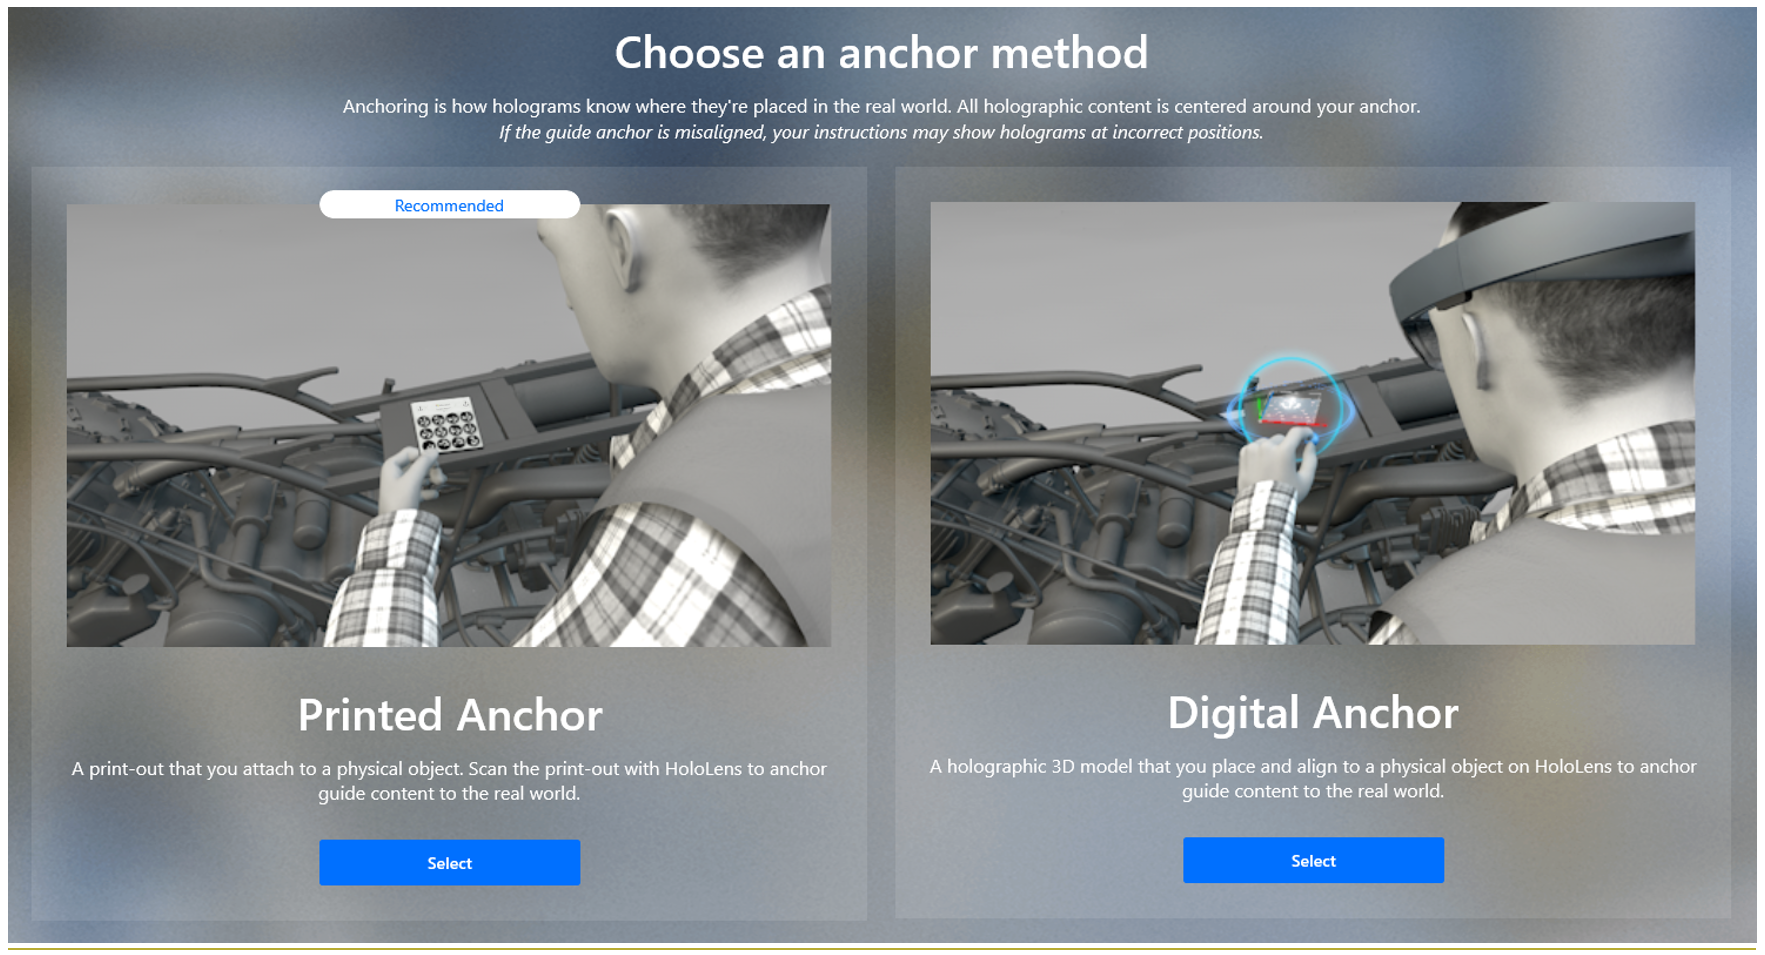 Choose an anchor method
Anchoring is how holograms know where they're placed in the real world. All holographic content is centered around your anchor.
If the guide anchor is misaligned, your instructions may show holograms at incorrect positions.
Recommended
Printed Anchor
A print-out that you attach to a physical object. Scan the print-out with HoloLens to anchor
guide content to the real world.
Select
Digital Anchor
A holographic 3D model that you place and align to a physical object on HoloLens to anchor
guide content to the real world.
Select